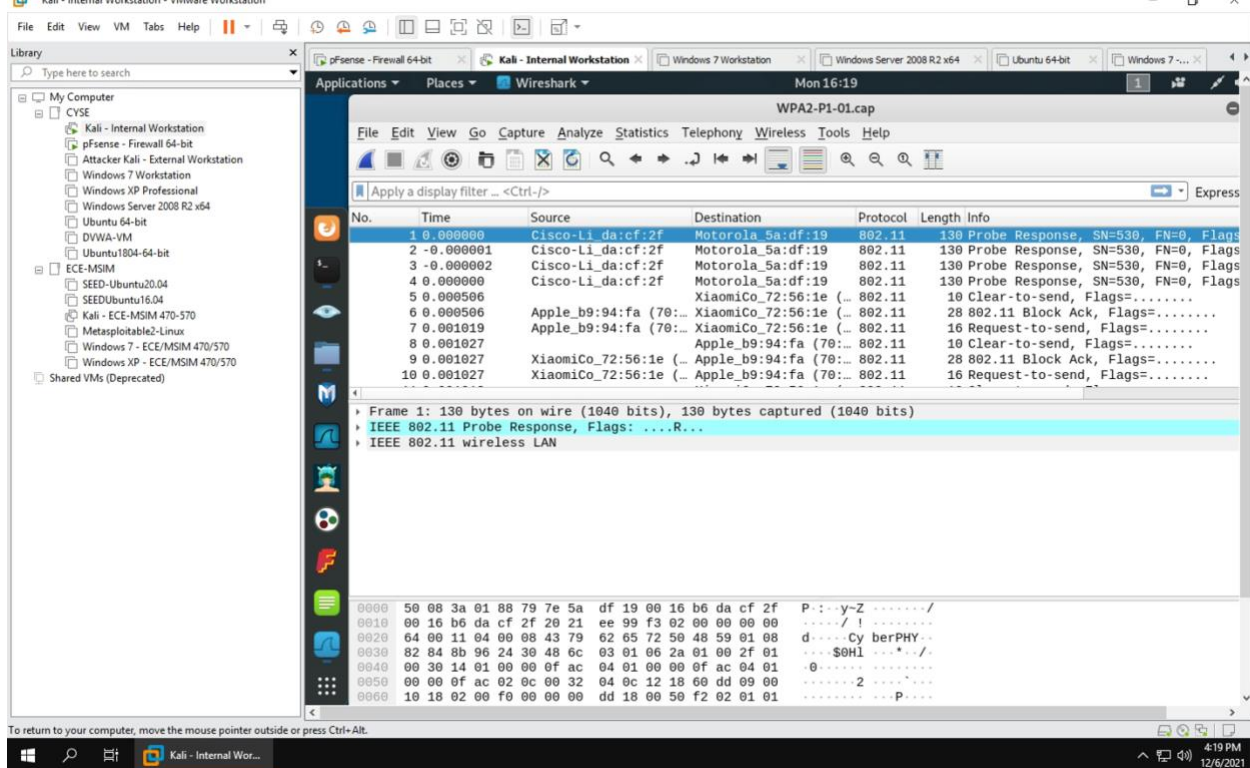 Kali - Internal Workstation - VMware Workstation
File Edit View VM Tabs Help
Library
Type here to search
My Computer
CYSE
Kali - Internal Workstation
pFsense - Firewall 64-bit
Attacker Kali - External Workstation
Windows 7 Workstation
Windows XP Professional
Windows Server 2008 R2 x64
Ubuntu 64-bit
DVWA-VM
Ubuntu1804-64-bit
ECE-MSIM
SEED-Ubuntu20.04
SEEDUbuntu16.04
Kali - ECE-MSIM 470-570
Metasploitable2-Linux
Windows 7 - ECE/MSIM 470/570
Windows XP - ECE/MSIM 470/570
Shared VMs (Deprecated)
pFsense - Firewall 64-bit Kali - Internal Workstation Windows 7 Workstation Windows Server 2008 R2 x64 Ubuntu 64-bit Windows 7 -...
Applications Places Wireshark Mon 16:19 1
WPA2-P1-01.cap
File Edit View Go Capture Analyze Statistics Telephony Wireless Tools Help
Apply a display filter ... <Ctrl-/> Express
No. Time Source Destination Protocol Length Info
1 0.000000 Cisco-Li_da:cf:2f Motorola_5a:df:19 802.11 130 Probe Response, SN=530, FN=0, Flags
2 -0.000001 Cisco-Li_da:cf:2f Motorola_5a:df:19 802.11 130 Probe Response, SN=530, FN=0, Flags
3 -0.000002 Cisco-Li_da:cf:2f Motorola_5a:df:19 802.11 130 Probe Response, SN=530, FN=0, Flags
4 0.000000 Cisco-Li_da:cf:2f Motorola_5a:df:19 802.11 130 Probe Response, SN=530, FN=0, Flags
5 0.000506 XiaomiCo_72:56:1e (… 802.11 10 Clear-to-send, Flags=........
6 0.000506 Apple_b9:94:fa (70:… XiaomiCo_72:56:1e (… 802.11 28 802.11 Block Ack, Flags=........
7 0.001019 Apple_b9:94:fa (70:… XiaomiCo_72:56:1e (… 802.11 16 Request-to-send, Flags=........
8 0.001027 Apple_b9:94:fa (70:… 802.11 10 Clear-to-send, Flags=........
9 0.001027 XiaomiCo_72:56:1e (… Apple_b9:94:fa (70:… 802.11 28 802.11 Block Ack, Flags=........
10 0.001027 XiaomiCo_72:56:1e (… Apple_b9:94:fa (70:… 802.11 16 Request-to-send, Flags=........
Frame 1: 130 bytes on wire (1040 bits), 130 bytes captured (1040 bits)
IEEE 802.11 Probe Response, Flags: ....R...
IEEE 802.11 wireless LAN
0000 50 08 3a 01 88 79 7e 5a df 19 00 16 b6 da cf 2f P·:··y~Z ·······/
0010 00 16 b6 da cf 2f 20 21 ee 99 f3 02 00 00 00 00 ·····/ ! ········
0020 64 00 11 04 00 08 43 79 62 65 72 50 48 59 01 08 d·····Cy berPHY··
0030 82 84 8b 96 24 30 48 6c 03 01 06 2a 01 00 2f 01 ····$0Hl ···*··/·
0040 00 30 14 01 00 00 0f ac 04 01 00 00 0f ac 04 01 ·0······ ········
0050 00 00 0f ac 02 0c 00 32 04 0c 12 18 60 dd 09 00 ·······2 ····`···
0060 10 18 02 00 f0 00 00 00 dd 18 00 50 f2 02 01 01 ········ ···P····
To return to your computer, move the mouse pointer outside or press Ctrl+Alt.
Kali - Internal Wor...
4:19 PM
12/6/2021